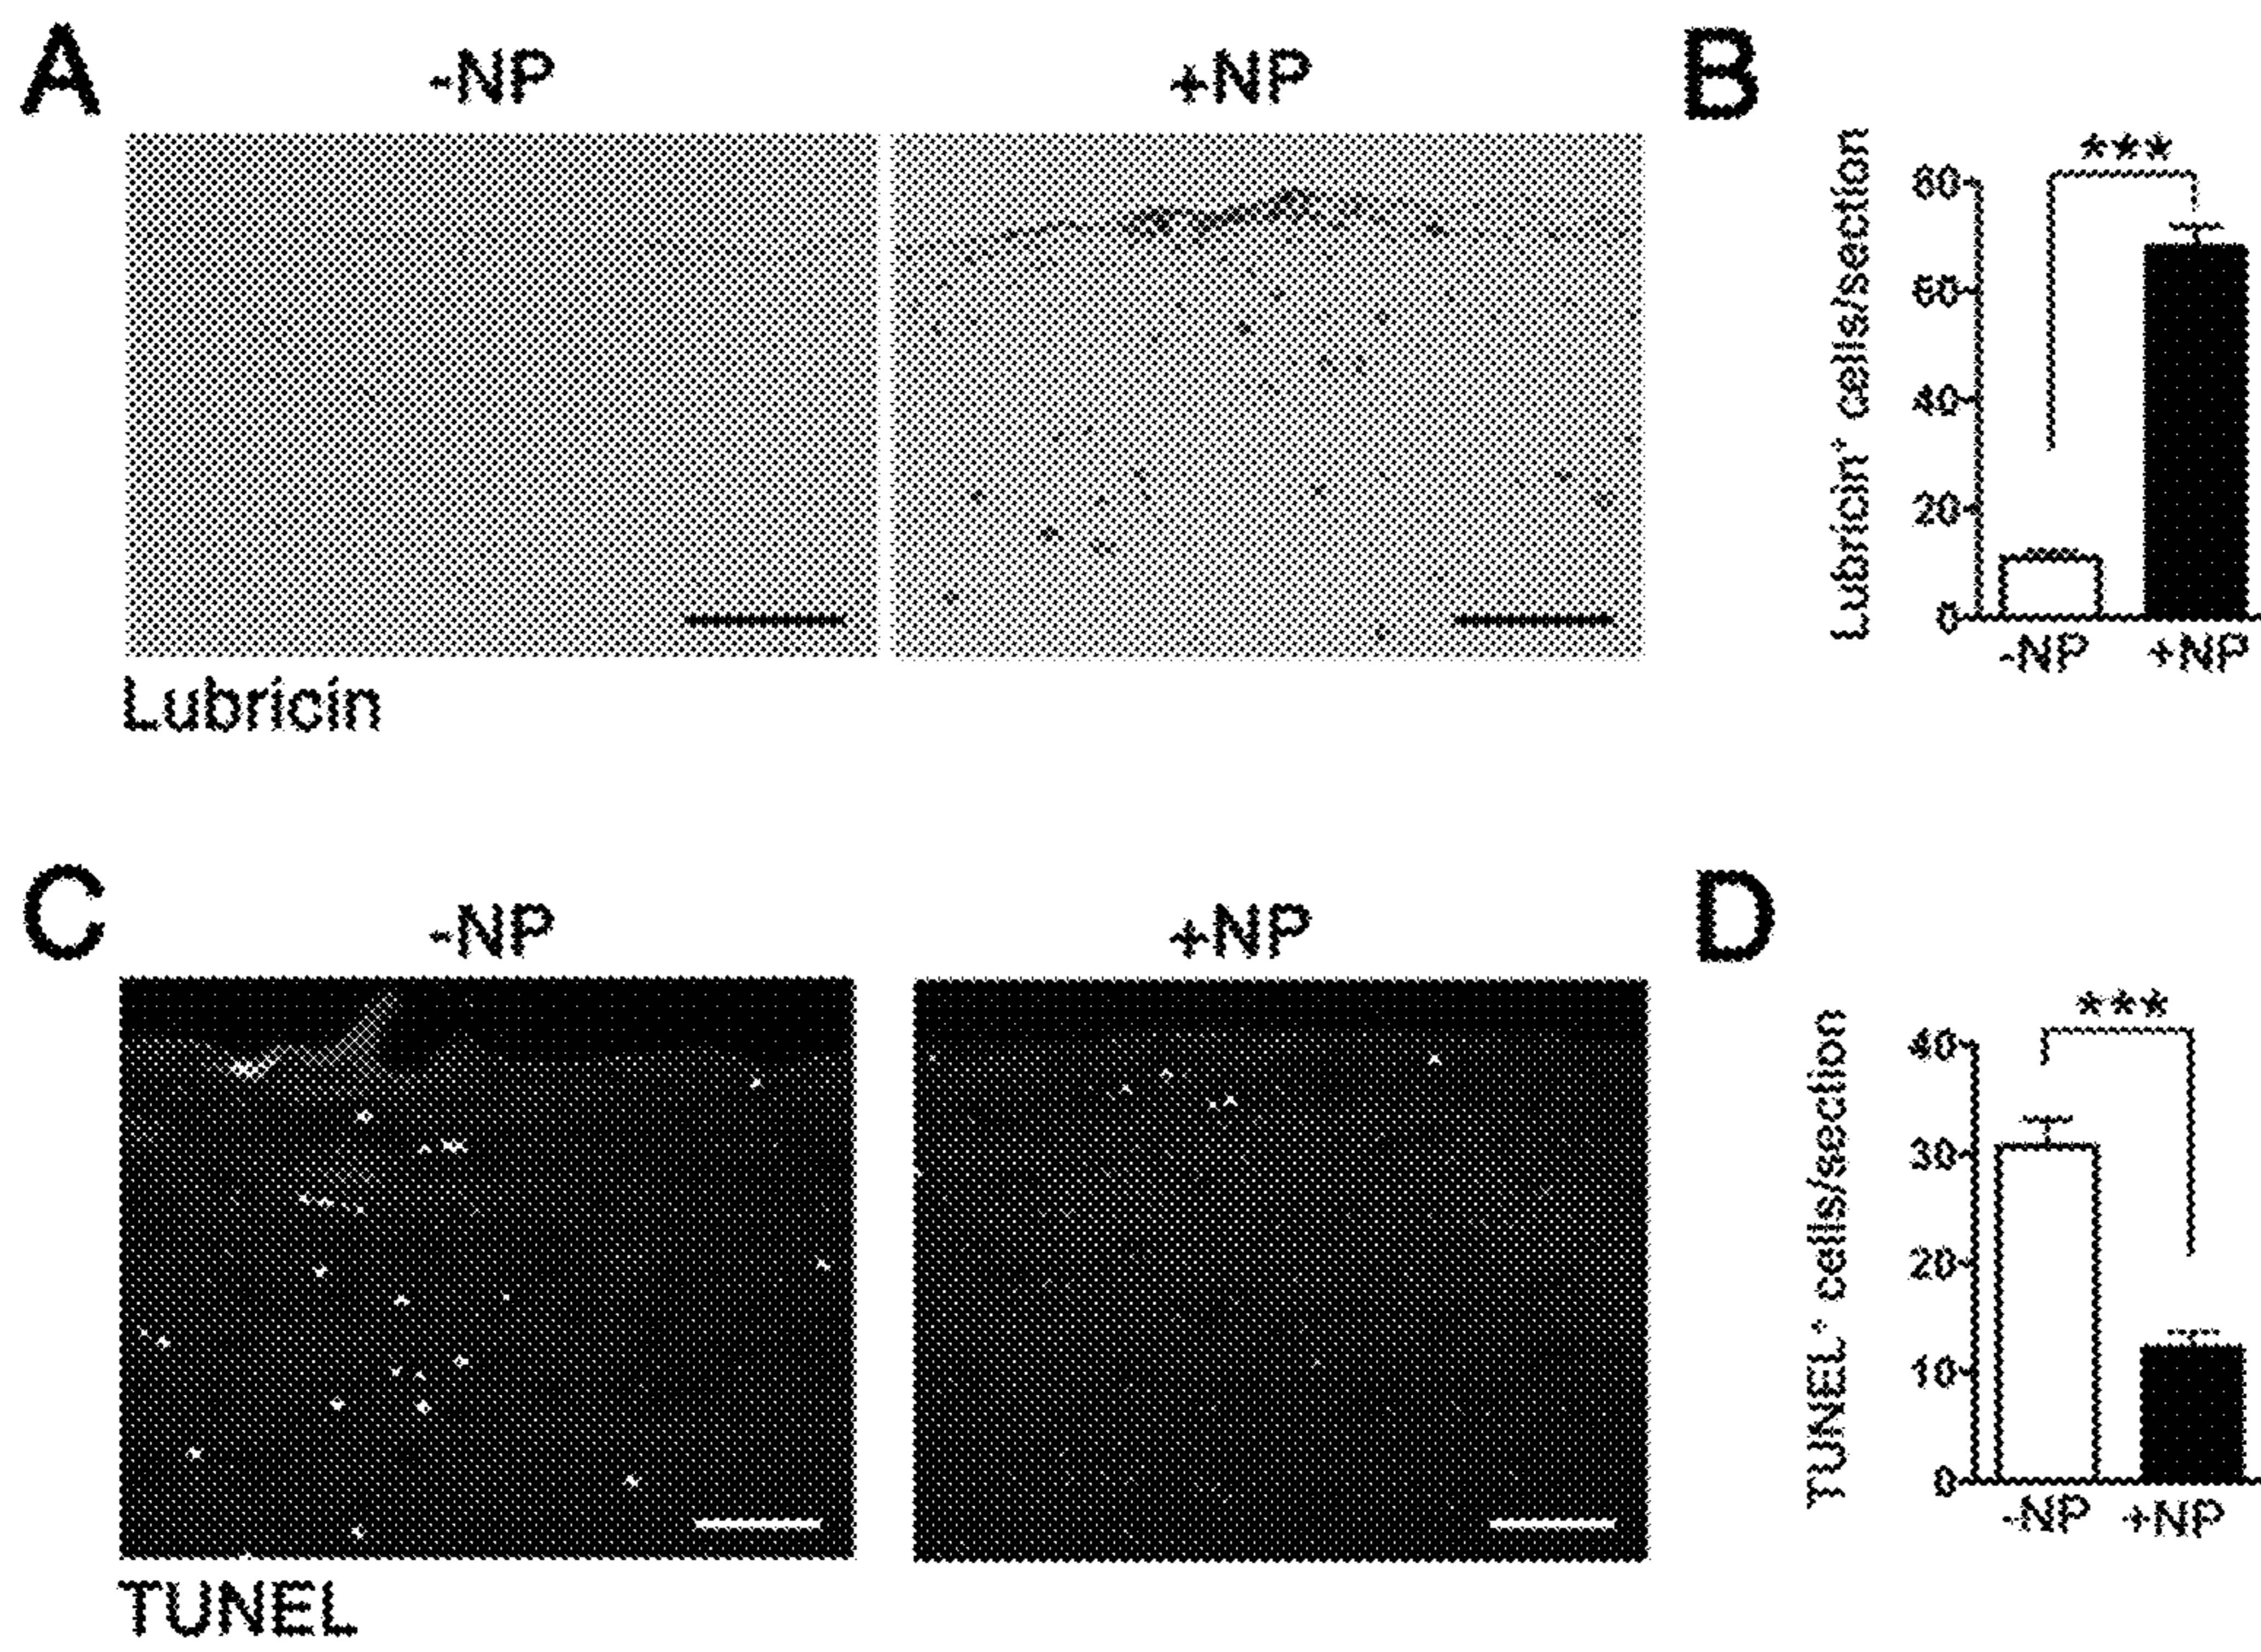 A
-NP
+NP
Lubricin
B
***
Lubricin+ cells/section
80
60
40
20
0
-NP
+NP
C
-NP
+NP
TUNEL
D
***
TUNEL+ cells/section
40
30
20
10
0
-NP
+NP